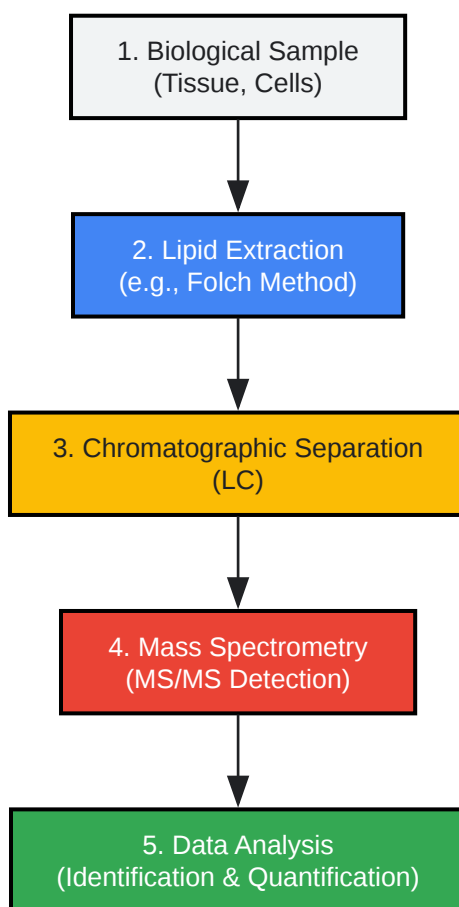 1. Biological Sample
(Tissue, Cells)
2. Lipid Extraction
(e.g., Folch Method)
3. Chromatographic Separation
(LC)
4. Mass Spectrometry
(MS/MS Detection)
5. Data Analysis
(Identification & Quantification)